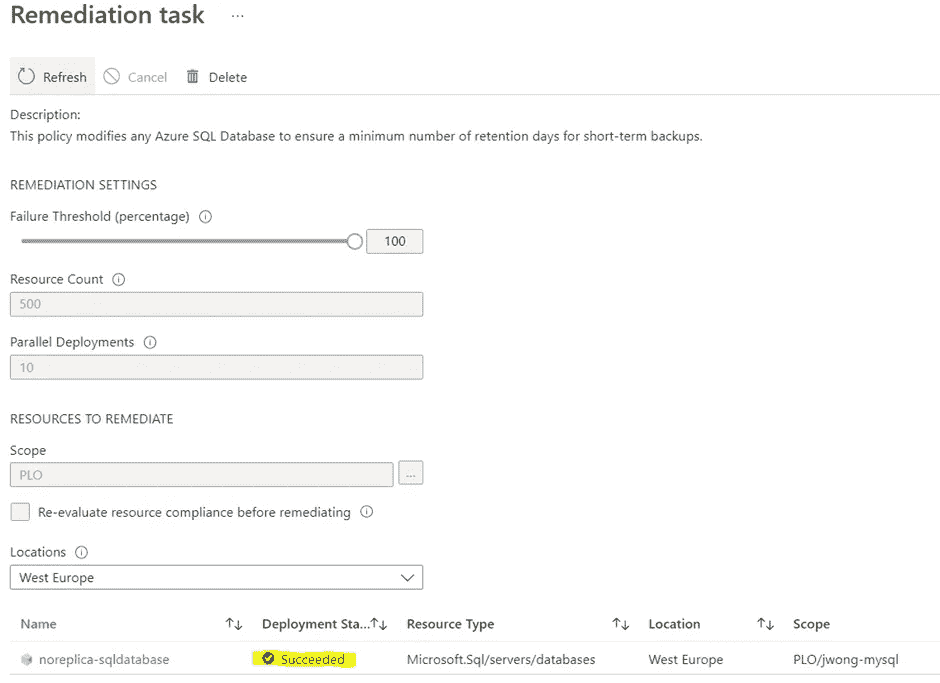 Remediation task ...
Refresh Cancel Delete
Description:
This policy modifies any Azure SQL Database to ensure a minimum number of retention days for short-term backups.
REMEDIATION SETTINGS
Failure Threshold (percentage)
100
Resource Count
500
Parallel Deployments
10
RESOURCES TO REMEDIATE
Scope
PLO ...
Re-evaluate resource compliance before remediating
Locations
West Europe
Name Deployment Sta... Resource Type Location Scope
noreplica-sqldatabase Succeeded Microsoft.Sql/servers/databases West Europe PLO/jwong-mysql